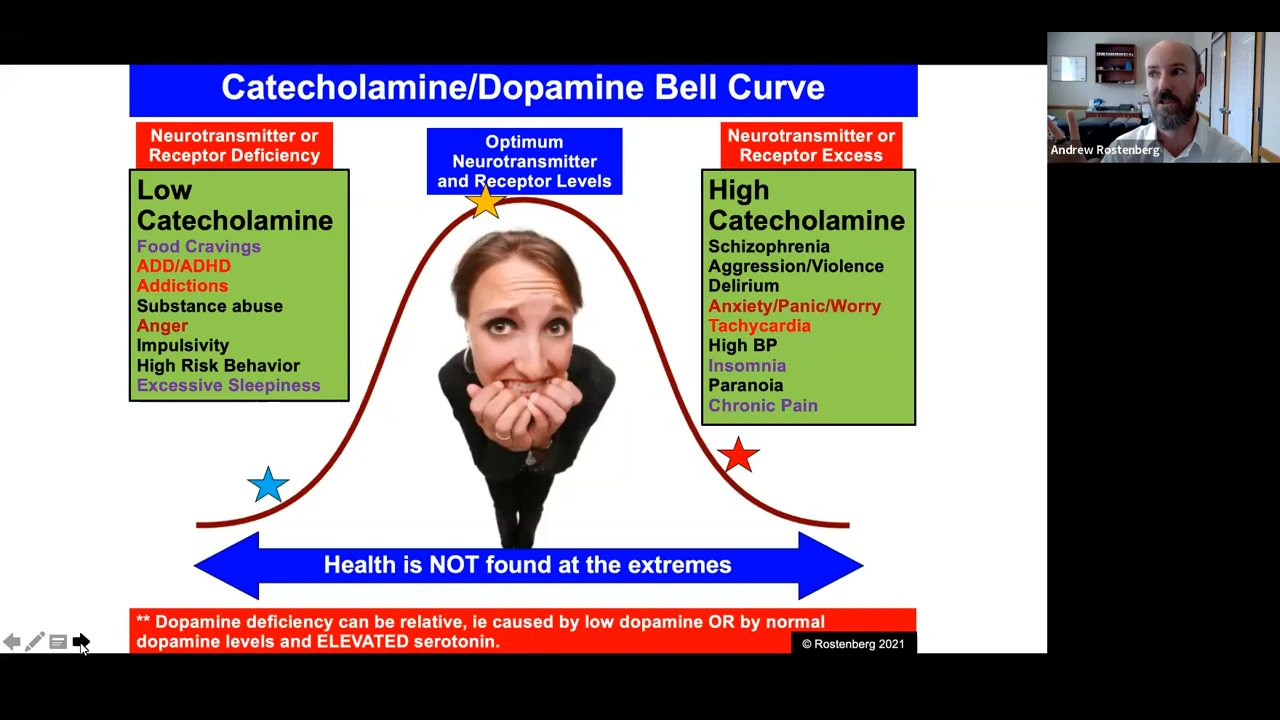 Catecholamine/Dopamine Bell Curve
Neurotransmitter or
Receptor Deficiency
Low
Catecholamine
Food Cravings
ADD/ADHD
Addictions
Substance abuse
Anger
Impulsivity
High Risk Behavior
Excessive Sleepiness
Optimum
Neurotransmitter
and Receptor Levels
Neurotransmitter or
Receptor Excess
High
Catecholamine
Schizophrenia
Aggression/Violence
Delirium
Anxiety/Panic/Worry
Tachycardia
High BP
Insomnia
Paranoia
Chronic Pain
Health is NOT found at the extremes
** Dopamine deficiency can be relative, ie caused by low dopamine OR by normal
dopamine levels and ELEVATED serotonin.
© Rostenberg 2021
Andrew Rostenberg